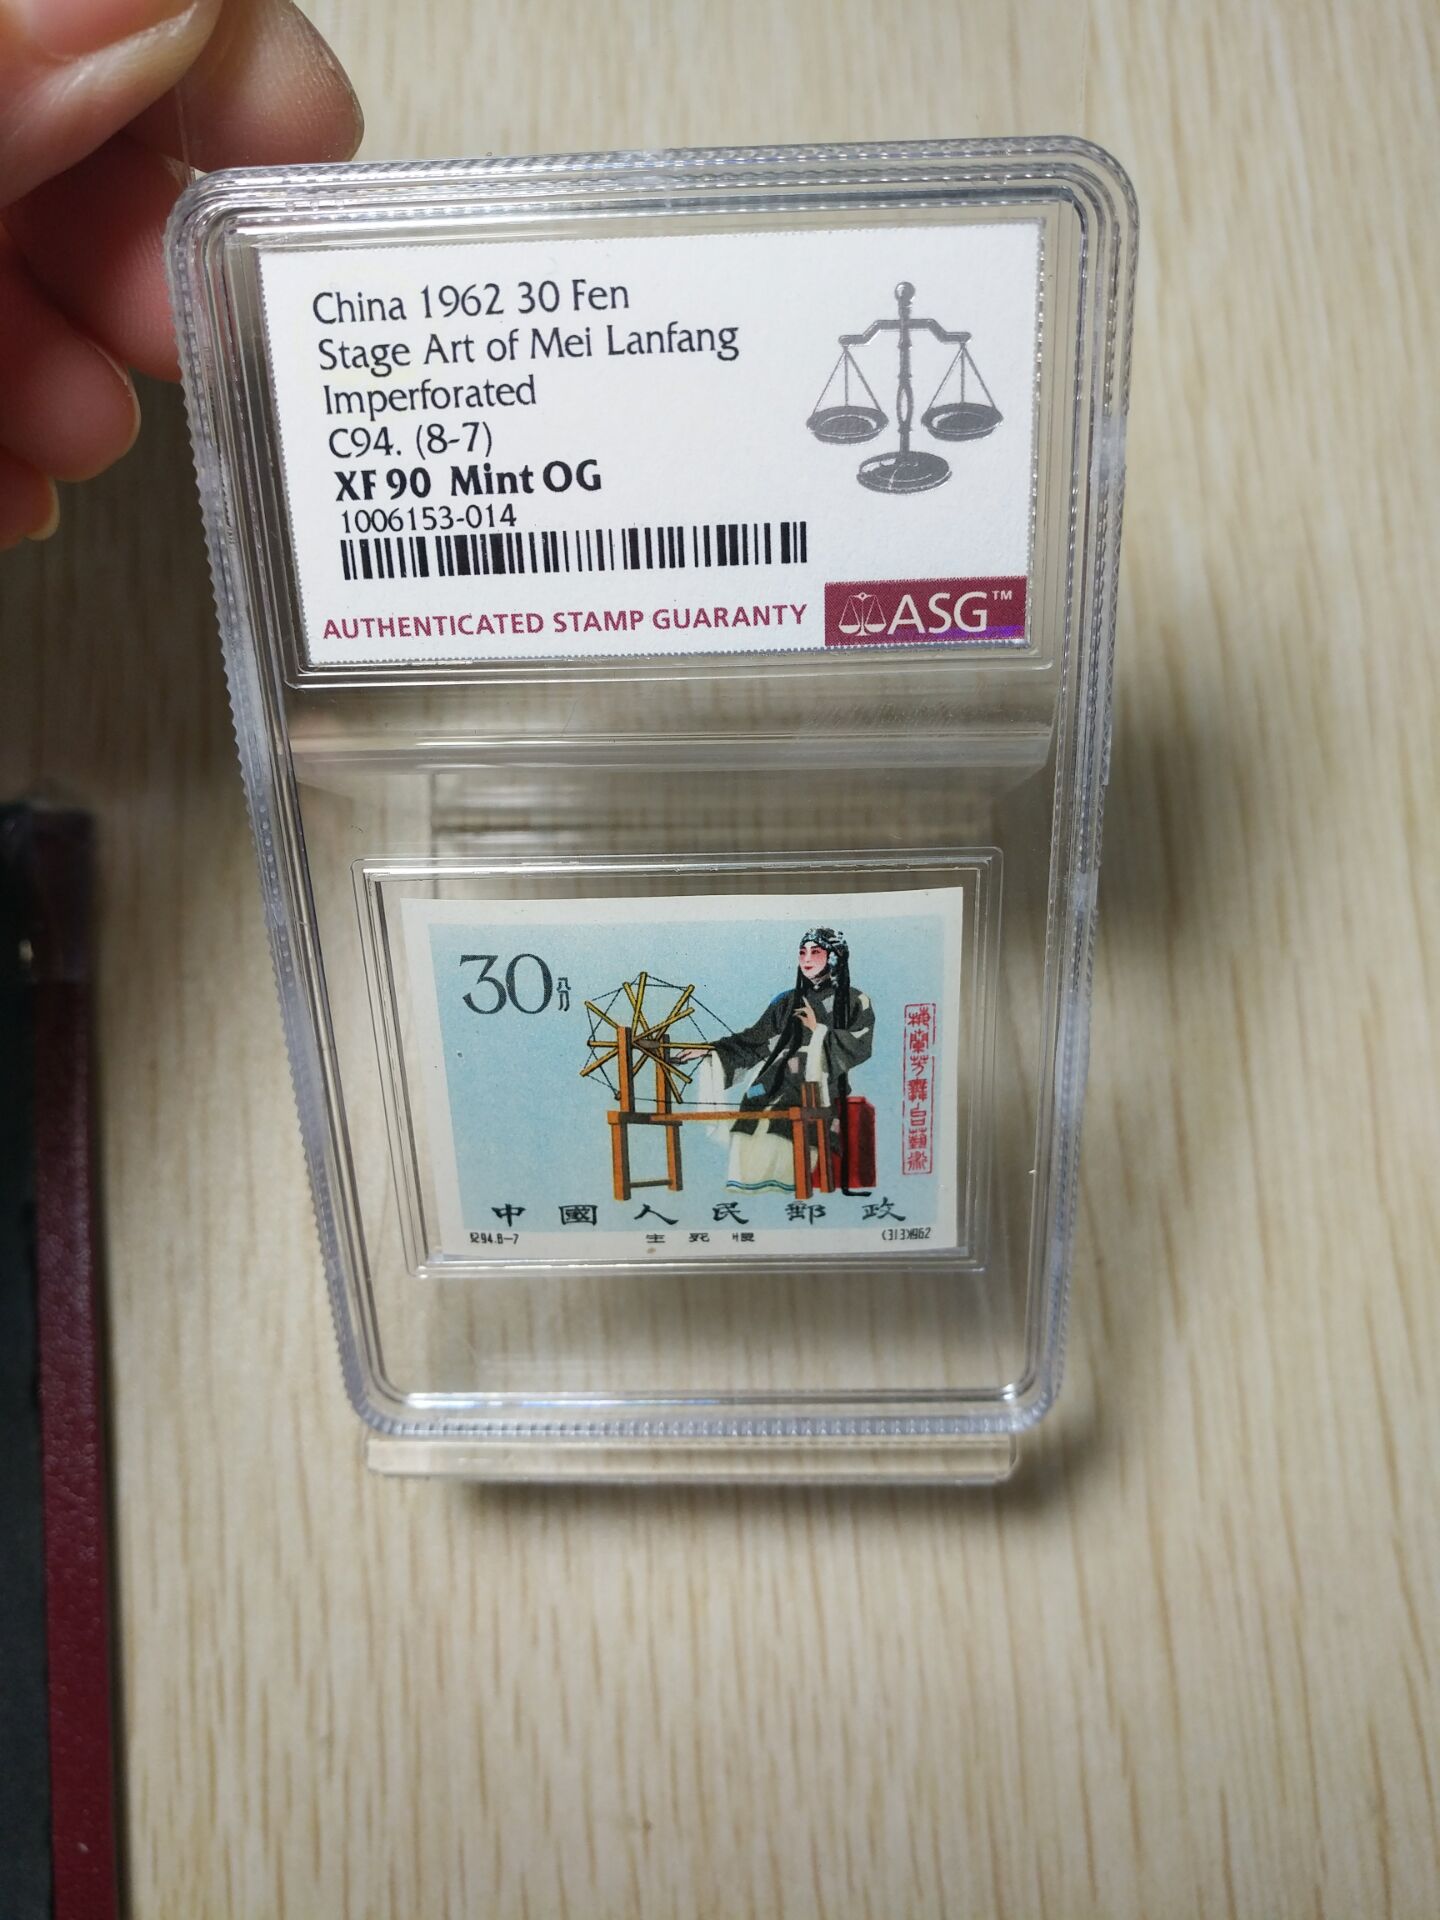 China 1962 30 Fen
Stage Art of Mei Lanfang
Imperforated
C94. (8-7)
XF 90 Mint OG
1006153-014
AUTHENTICATED STAMP GUARANTY
ASG™
30分
梅蘭芳舞台藝術
中國人民郵政
纪94.8-7
生死恨
(313)1962